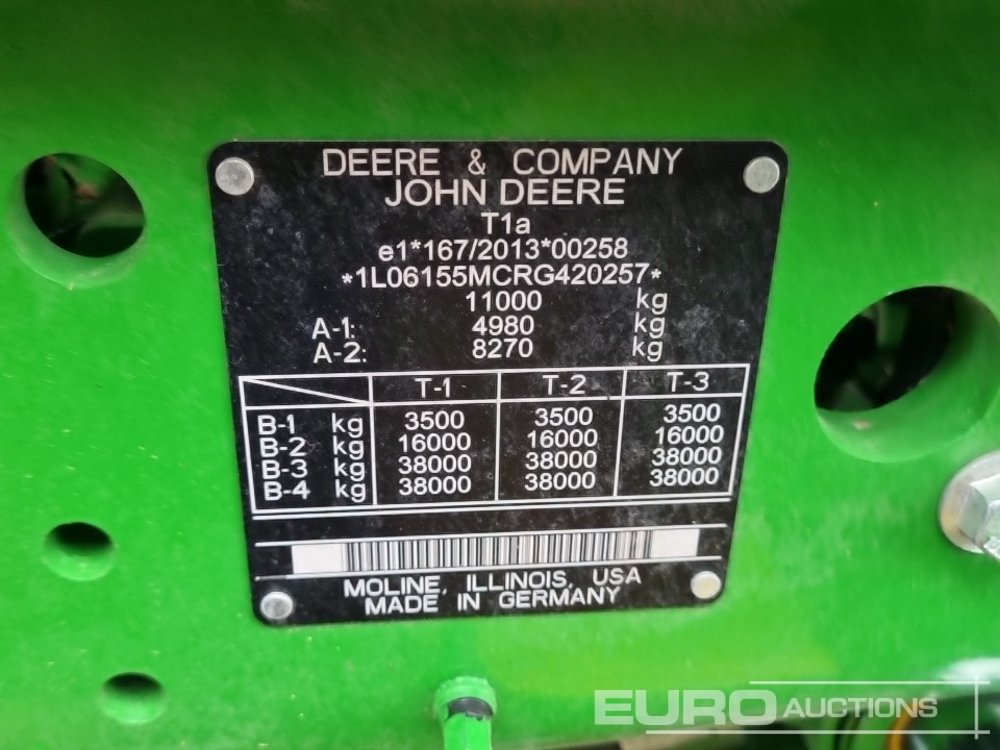 DEERE & COMPANY
JOHN DEERE
T1a
e1*167/2013*00258
*1L06155MCRG420257*
11000 kg
A-1: 4980 kg
A-2: 8270 kg
T-1 T-2 T-3
B-1 kg 3500 3500 3500
B-2 kg 16000 16000 16000
B-3 kg 38000 38000 38000
B-4 kg 38000 38000 38000
MOLINE, ILLINOIS, USA
MADE IN GERMANY
EURO AUCTIONS